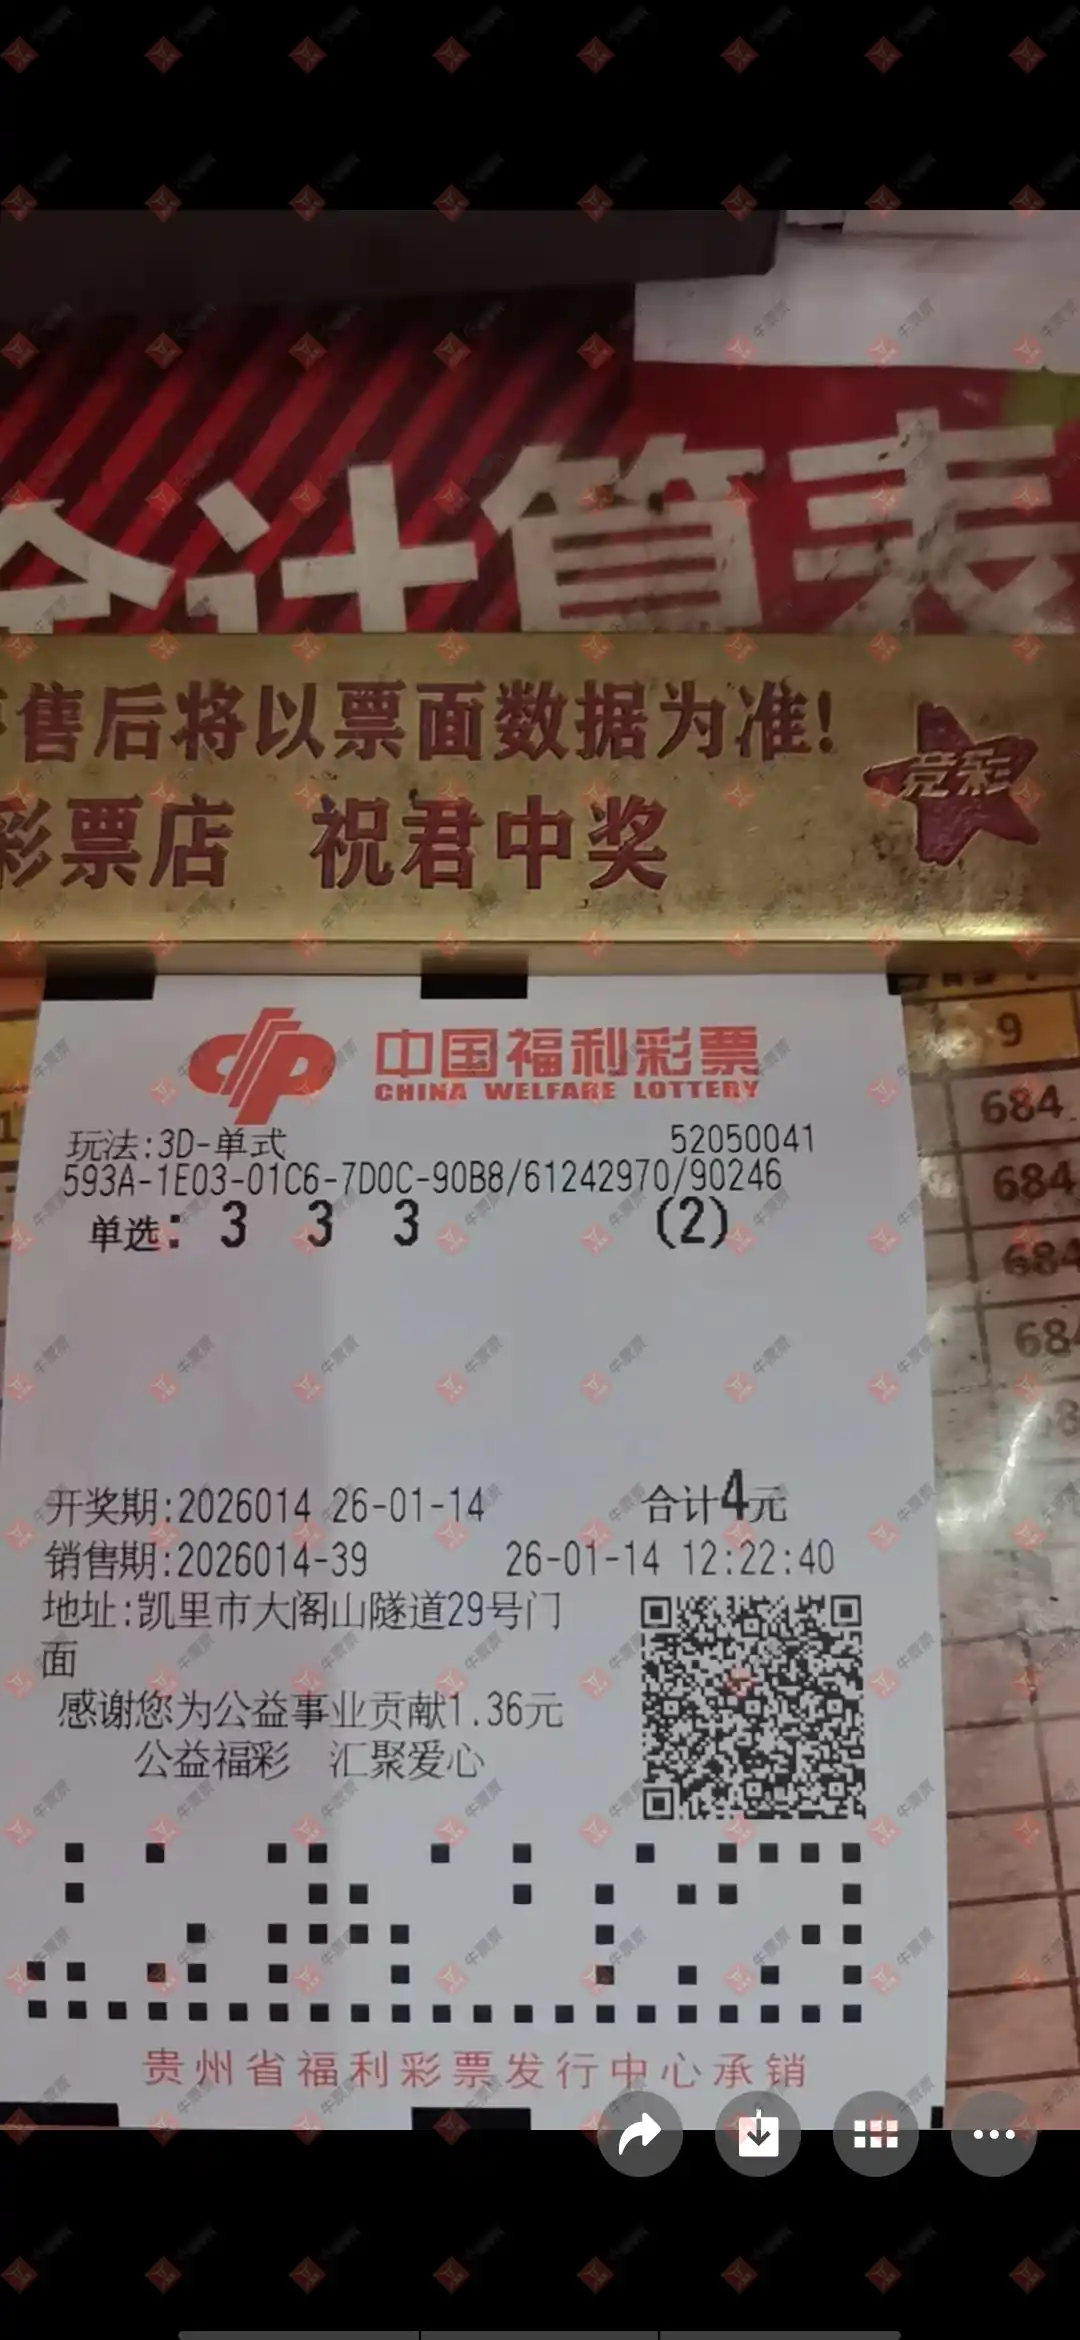 合计算表
售后将以票面数据为准!
彩票店 祝君中奖
竞彩
中国福利彩票
CHINA WELFARE LOTTERY
9
684
684
684
684
玩法:3D-单式 52050041
593A-1E03-01C6-7D0C-90B8/61242970/90246
单选: 3 3 3 (2)
开奖期:2026014 26-01-14 合计4元
销售期:2026014-39 26-01-14 12:22:40
地址:凯里市大阁山隧道29号门
面
感谢您为公益事业贡献1.36元
公益福彩 汇聚爱心
贵州省福利彩票发行中心承销
牛票票